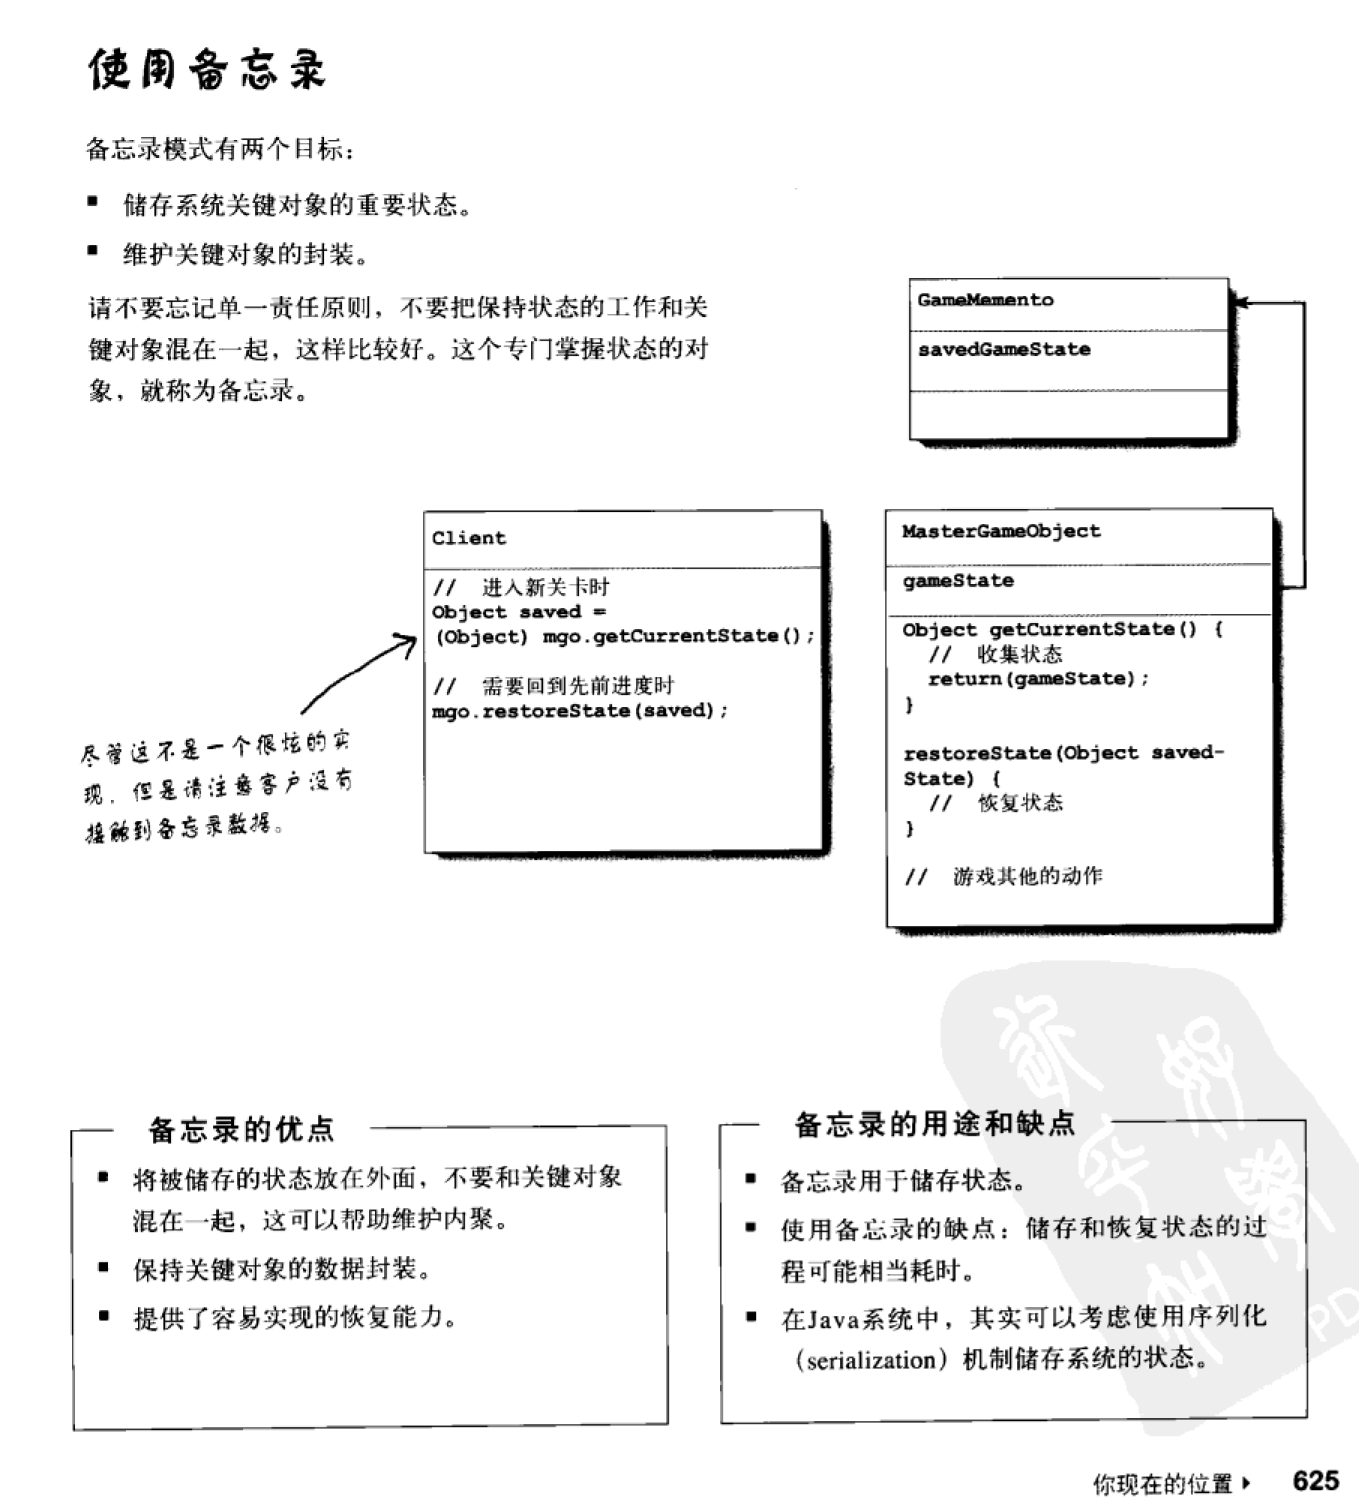 使用备忘录
备忘录模式有两个目标：
■ 储存系统关键对象的重要状态。
■ 维护关键对象的封装。
请不要忘记单一责任原则，不要把保持状态的工作和关
键对象混在一起，这样比较好。这个专门掌握状态的对
象，就称为备忘录。
GameMemento
savedGameState
Client
// 进入新关卡时
Object saved =
(Object) mgo.getCurrentState();
// 需要回到先前进度时
mgo.restoreState(saved);
MasterGameObject
gameState
Object getCurrentState() {
// 收集状态
return(gameState);
}
restoreState(Object saved-
State) {
// 恢复状态
}
// 游戏其他的动作
尽管这不是一个很炫的实
现，但是请注意客户没有
接触到备忘录数据。
备忘录的优点
■ 将被储存的状态放在外面，不要和关键对象
混在一起，这可以帮助维护内聚。
■ 保持关键对象的数据封装。
■ 提供了容易实现的恢复能力。
备忘录的用途和缺点
■ 备忘录用于储存状态。
■ 使用备忘录的缺点：储存和恢复状态的过
程可能相当耗时。
■ 在Java系统中，其实可以考虑使用序列化
（serialization）机制储存系统的状态。
PD
你现在的位置▶ 625